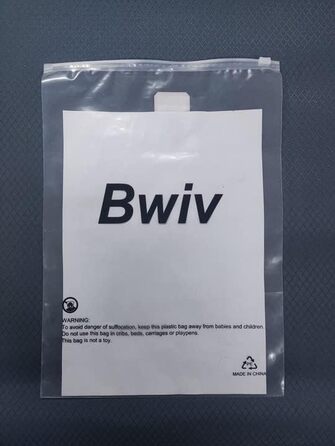 Bwiv
WARNING:
To avoid danger of suffocation, keep this plastic bag away from babies and children.
Do not use this bag in cribs, beds, carriages or playpens.
This bag is not a toy.
MADE IN CHINA